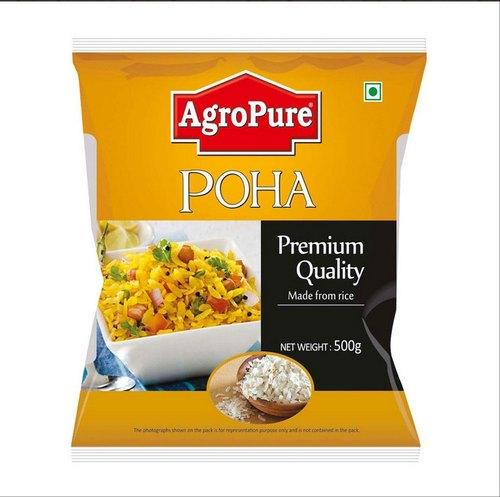 AgroPure®
POHA
Premium
Quality
Made from rice
NET WEIGHT : 500g
The photographs shown on the pack is for representation purpose only and is not contained in the pack.